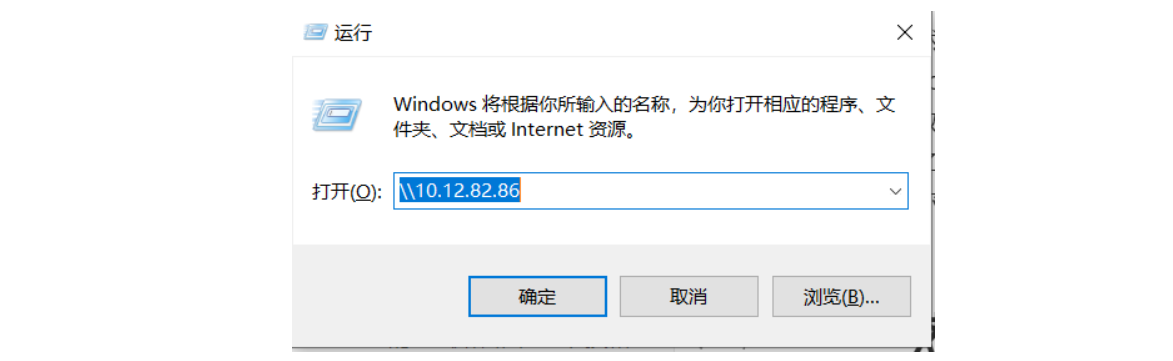 运行
Windows 将根据你所输入的名称，为你打开相应的程序、文
件夹、文档或 Internet 资源。
打开(O): \\10.12.82.86
确定 取消 浏览(B)...